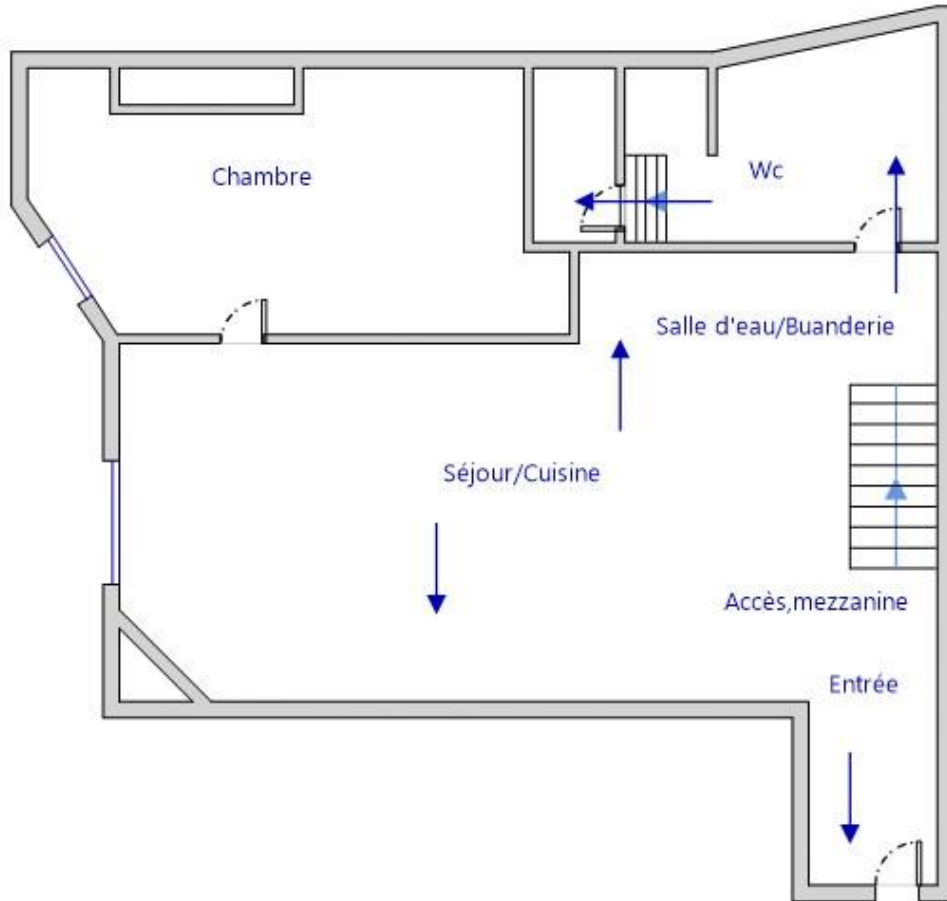 Chambre
Wc
Salle d'eau/Buanderie
Séjour/Cuisine
Accès,mezzanine
Entrée